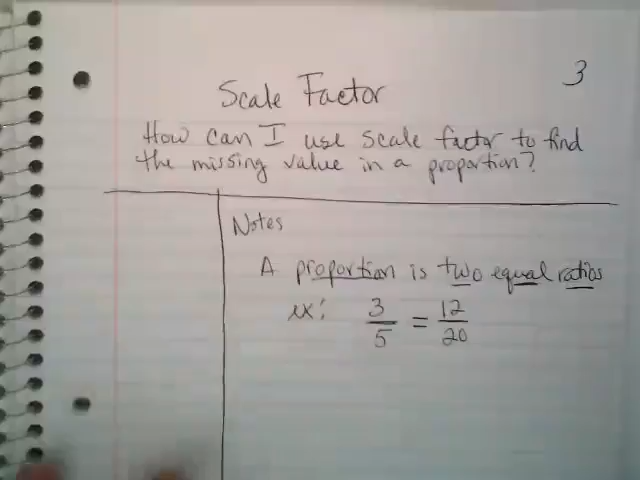 Scale Factor
3
How can I use scale factor to find
the missing value in a proportion?
Notes
A proportion is two equal ratios
ex: 3/5 = 12/20